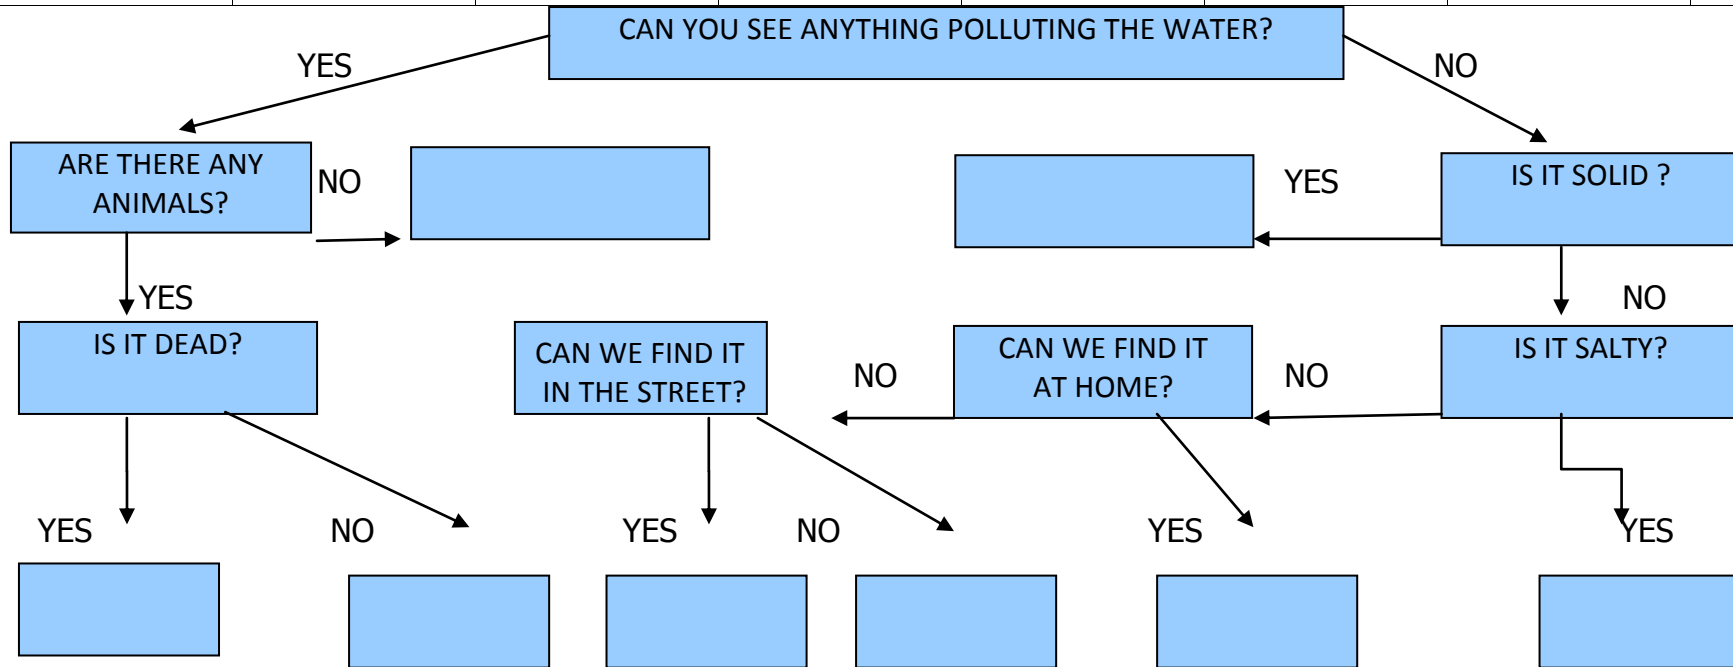 CAN YOU SEE ANYTHING POLLUTING THE WATER?
YES
NO
ARE THERE ANY
ANIMALS?
NO
YES
IS IT SOLID ?
YES
NO
IS IT DEAD?
CAN WE FIND IT
IN THE STREET?
NO
CAN WE FIND IT
AT HOME?
NO
IS IT SALTY?
YES
NO
YES
NO
YES
YES